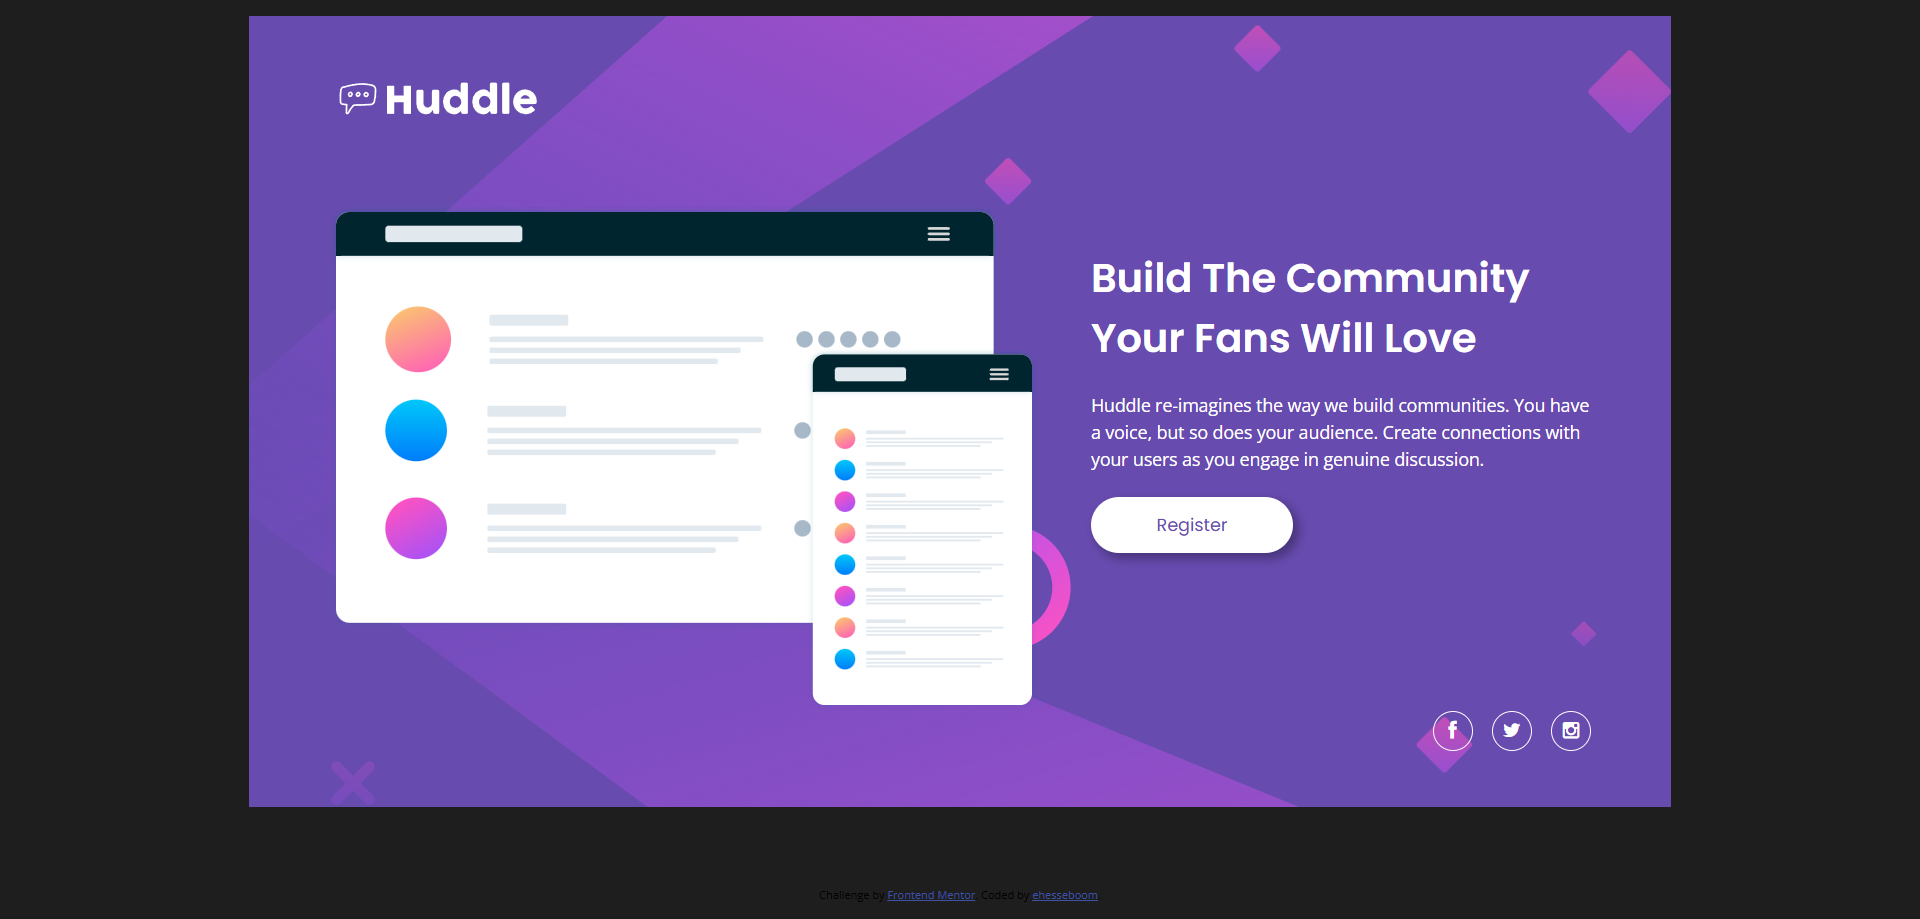 Huddle
Build The Community
Your Fans Will Love
Huddle re-imagines the way we build communities. You have
a voice, but so does your audience. Create connections with
your users as you engage in genuine discussion.
Register
Challenge by Frontend Mentor. Coded by ehesseboom